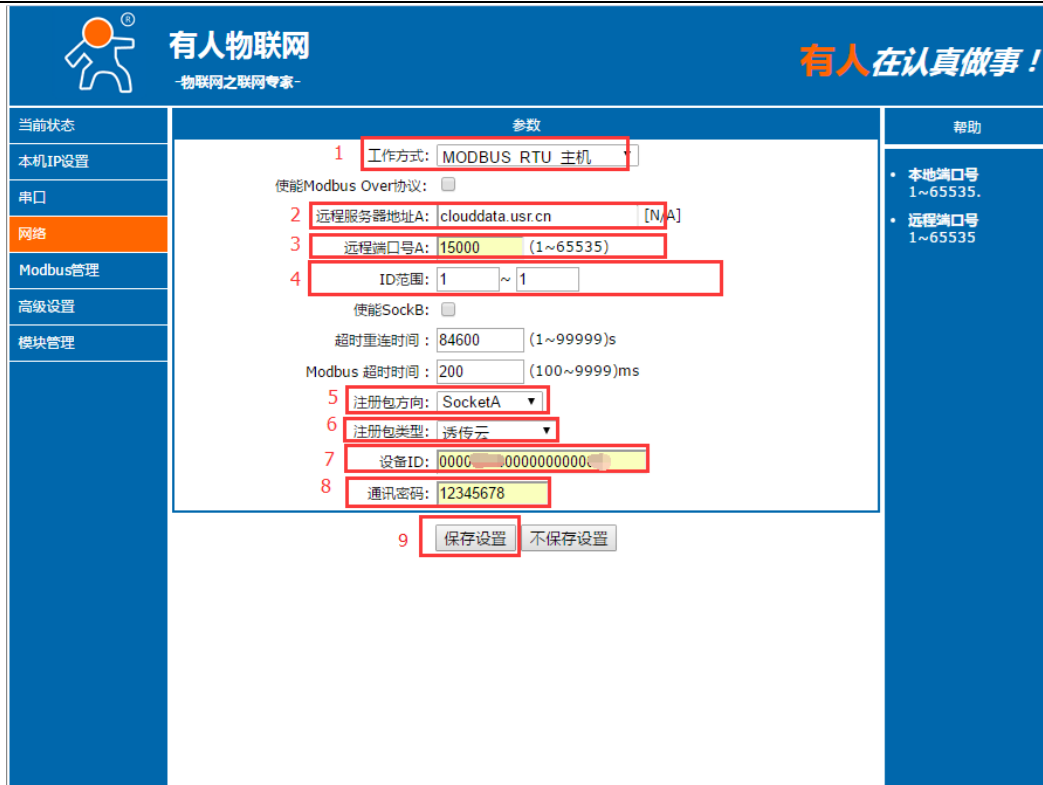 ®
有人物联网
-物联网之联网专家-
有人在认真做事！
当前状态
本机IP设置
串口
网络
Modbus管理
高级设置
模块管理
参数
1 工作方式: MODBUS RTU 主机
使能Modbus Over协议:
2 远程服务器地址A: clouddata.usr.cn [N/A]
3 远程端口号A: 15000 (1~65535)
4 ID范围: 1 ~ 1
使能SockB:
超时重连时间 : 84600 (1~99999)s
Modbus 超时时间 : 200 (100~9999)ms
5 注册包方向: SocketA
6 注册包类型: 透传云
7 设备ID:
8 通讯密码: 12345678
9 保存设置 不保存设置
帮助
• 本地端口号
1~65535.
• 远程端口号
1~65535